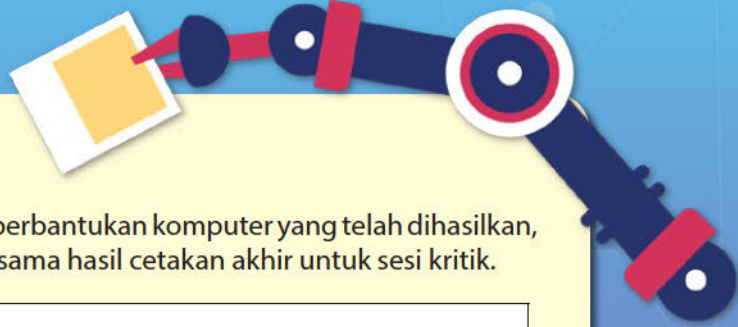 berbantukan komputer yang telah dihasilkan,
sama hasil cetakan akhir untuk sesi kritik.